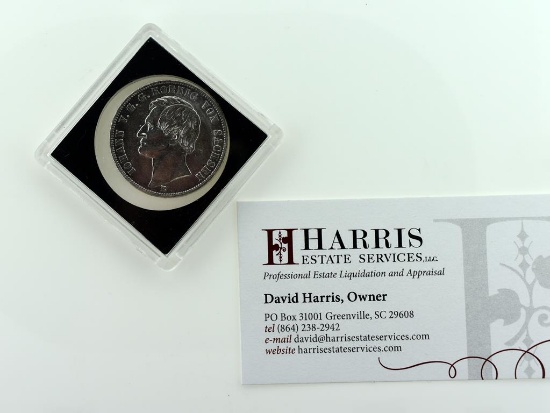 JOHANN V. G. G. KOENIG VON SACHSEN
B
HARRIS
ESTATE SERVICES, LLC.
Professional Estate Liquidation and Appraisal
David Harris, Owner
PO Box 31001 Greenville, SC 29608
tel (864) 238-2942
e-mail david@harrisestateservices.com
website harrisestateservices.com